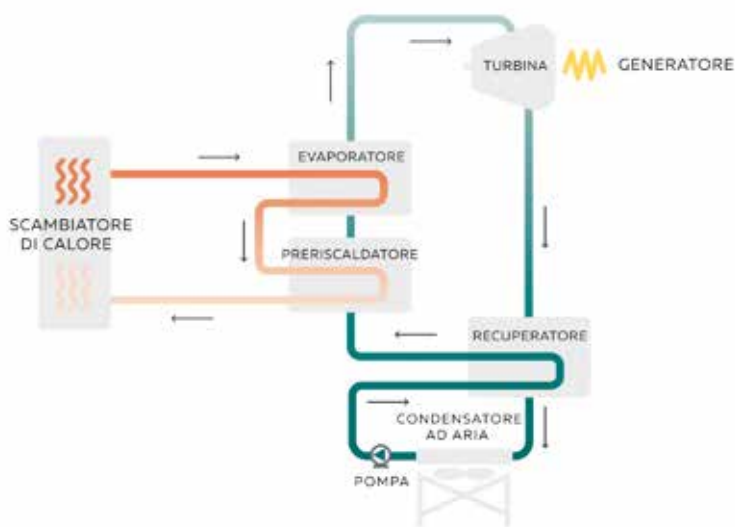 TURBINA
GENERATORE
EVAPORATORE
SCAMBIATORE
DI CALORE
PRERISCALDATORE
RECUPERATORE
CONDENSATORE
AD ARIA
POMPA